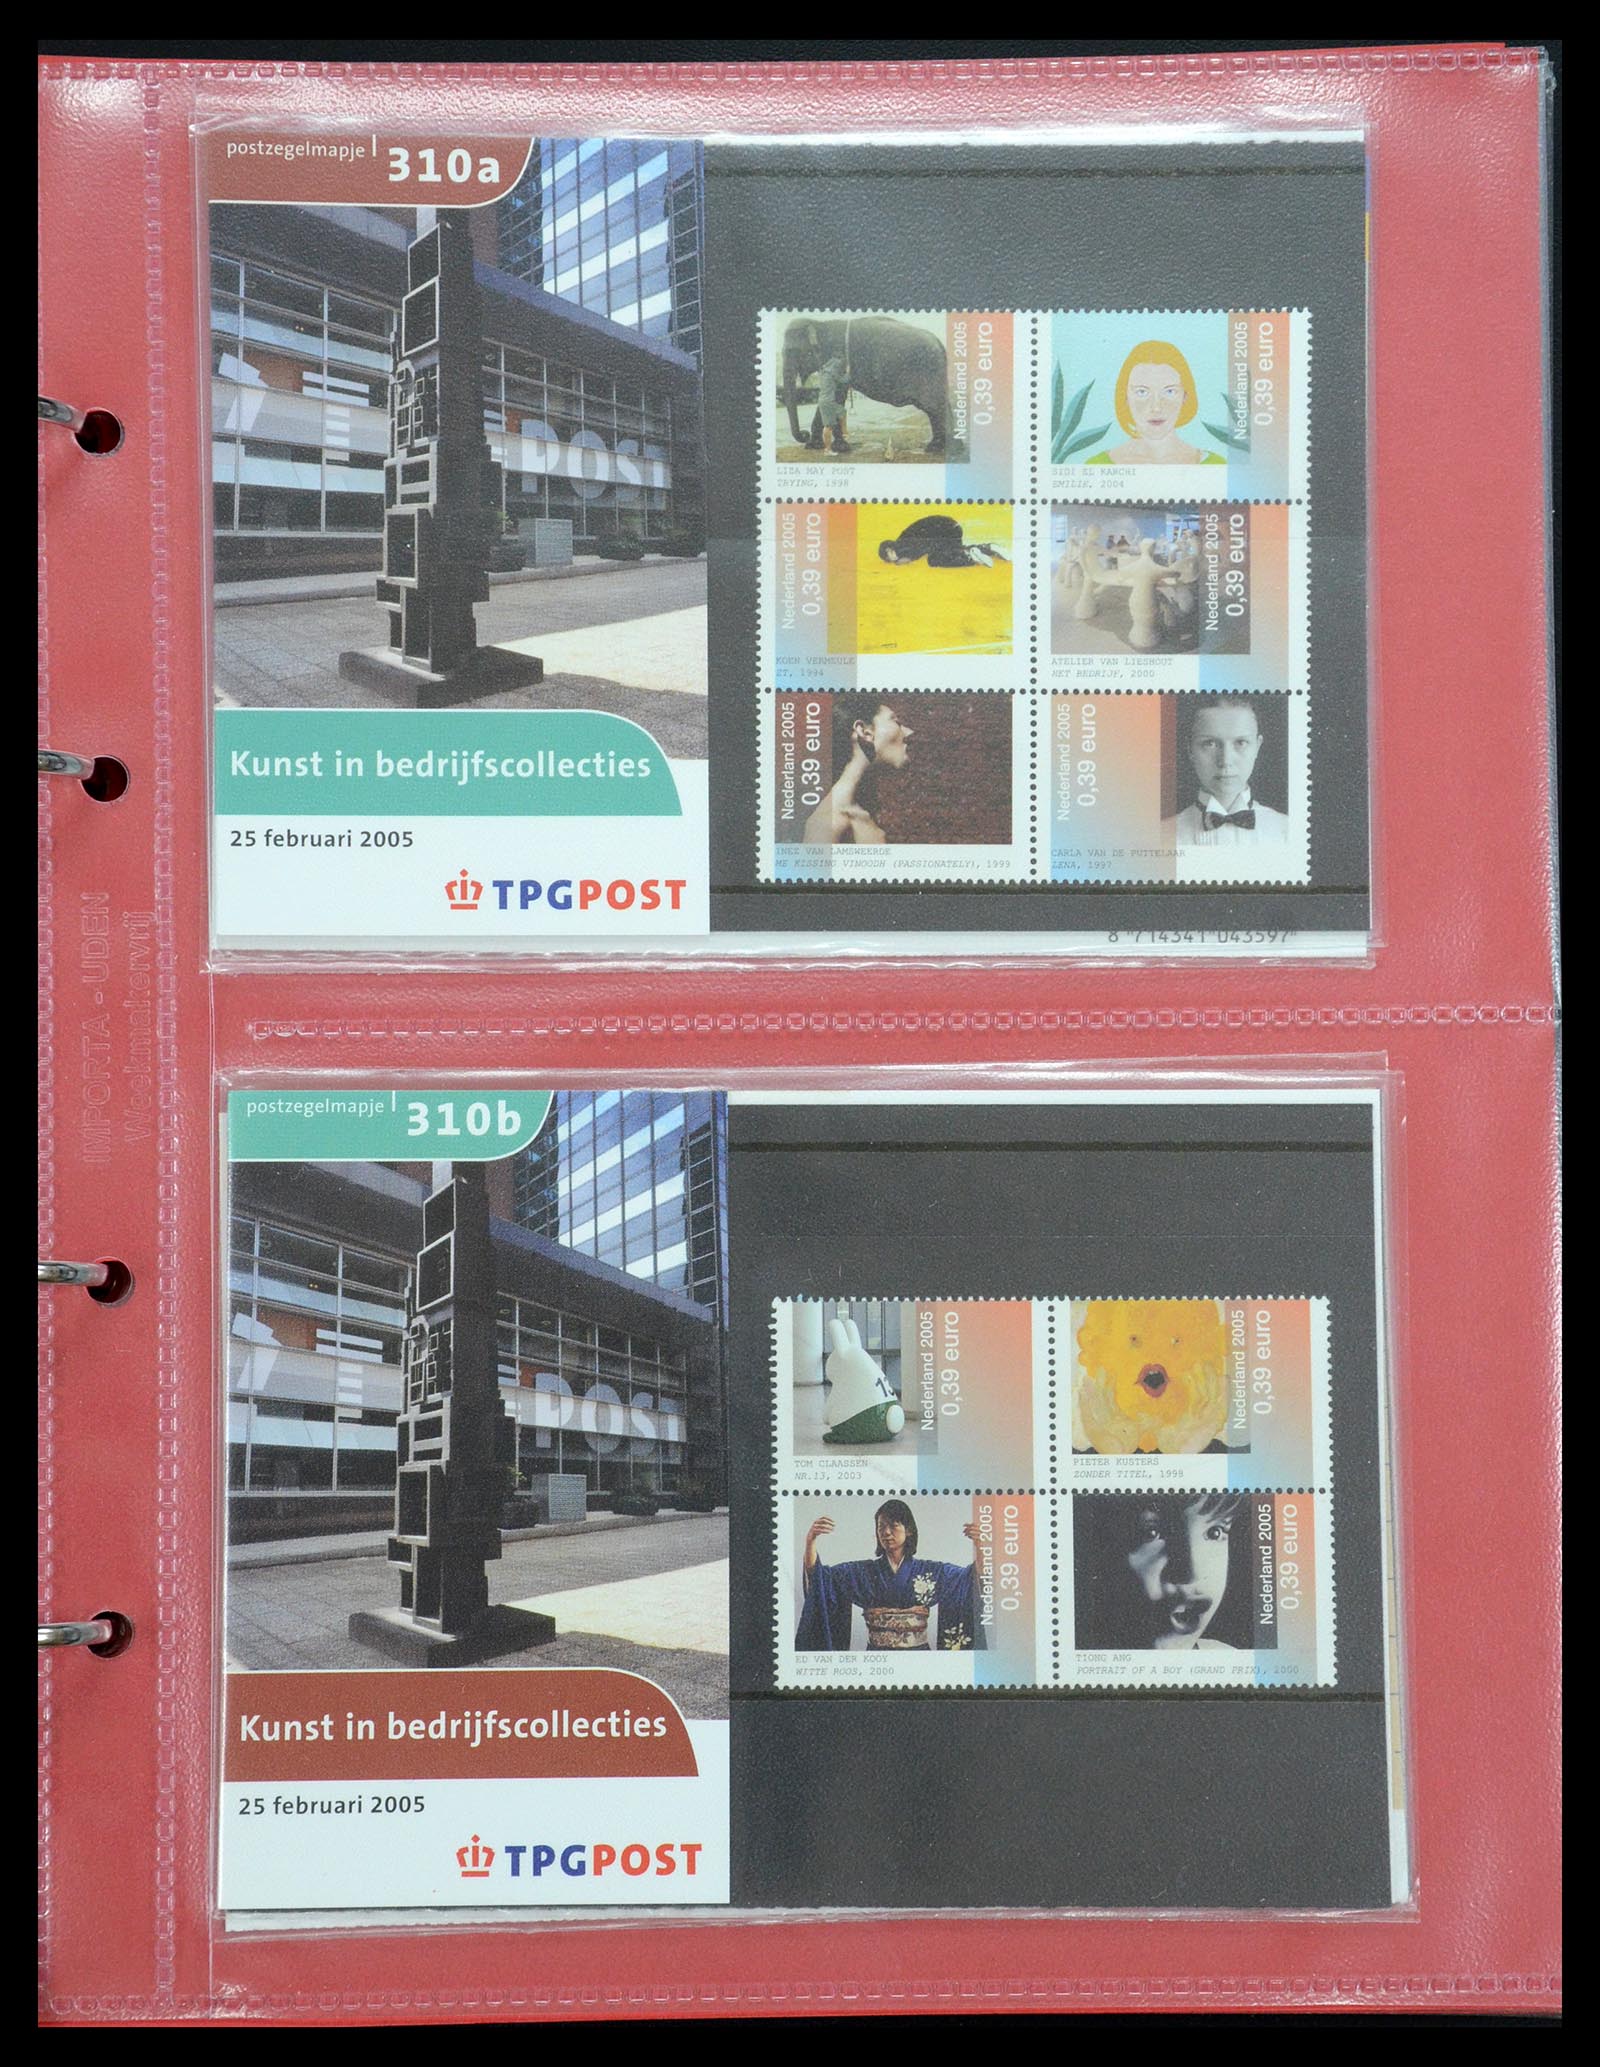 postzegelmapje 310a
POST
Kunst in bedrijfscollecties
25 februari 2005
TPGPOST
Nederland 2005
0,39 euro
LIZA MAY POST
TRYING, 1998
Nederland 2005
0,39 euro
SIDI EL KARCHI
EMILIE, 2004
Nederland 2005
0,39 euro
KOEN VERMEULE
ZT, 1994
Nederland 2005
0,39 euro
ATELIER VAN LIESHOUT
HET BEDRIJF, 2000
Nederland 2005
0,39 euro
INEZ VAN LAMSWEERDE
ME KISSING VINOODH (PASSIONATELY), 1999
Nederland 2005
0,39 euro
CARLA VAN DE PUTTELAAR
LENA, 1997
8 "714341"043597"
IMPORTA - UDEN
Weekmakervrij
postzegelmapje 310b
POST
Kunst in bedrijfscollecties
25 februari 2005
TPGPOST
13
Nederland 2005
0,39 euro
TOM CLAASSEN
NR.13, 2003
Nederland 2005
0,39 euro
PIETER KUSTERS
ZONDER TITEL, 1998
Nederland 2005
0,39 euro
ED VAN DER KOOY
WITTE ROOS, 2000
Nederland 2005
0,39 euro
TIONG ANG
PORTRAIT OF A BOY (GRAND PRIX), 2000